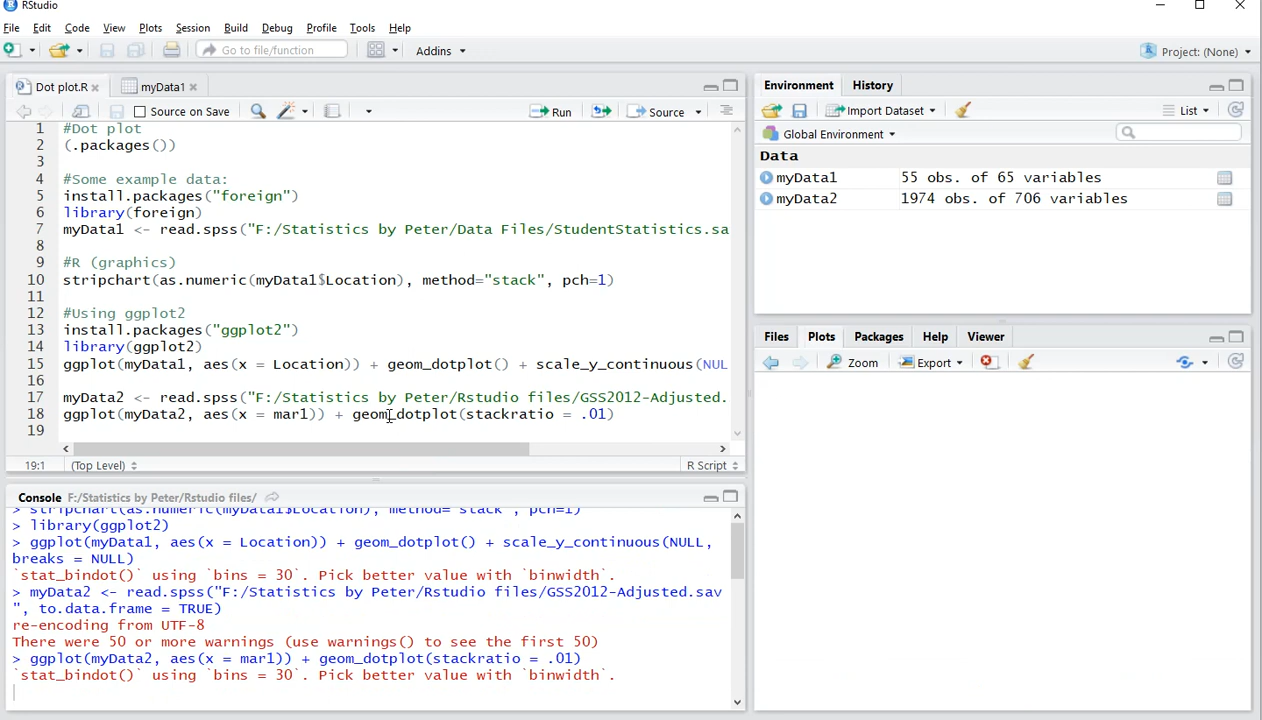 RStudio
File Edit Code View Plots Session Build Debug Profile Tools Help
Go to file/function Addins Project: (None)
Dot plot.R myData1
Source on Save Run Source
1 #Dot plot
2 (.packages())
3
4 #Some example data:
5 install.packages("foreign")
6 library(foreign)
7 myData1 <- read.spss("F:/Statistics by Peter/Data Files/StudentStatistics.sa
8
9 #R (graphics)
10 stripchart(as.numeric(myData1$Location), method="stack", pch=1)
11
12 #Using ggplot2
13 install.packages("ggplot2")
14 library(ggplot2)
15 ggplot(myData1, aes(x = Location)) + geom_dotplot() + scale_y_continuous(NUL
16
17 myData2 <- read.spss("F:/Statistics by Peter/Rstudio files/GSS2012-Adjusted.
18 ggplot(myData2, aes(x = mar1)) + geom_dotplot(stackratio = .01)
19
19:1 (Top Level) R Script
Console F:/Statistics by Peter/Rstudio files/
> stripchart(as.numeric(myData1$Location), method="stack", pch=1)
> library(ggplot2)
> ggplot(myData1, aes(x = Location)) + geom_dotplot() + scale_y_continuous(NULL,
breaks = NULL)
`stat_bindot()` using `bins = 30`. Pick better value with `binwidth`.
> myData2 <- read.spss("F:/Statistics by Peter/Rstudio files/GSS2012-Adjusted.sav
", to.data.frame = TRUE)
re-encoding from UTF-8
There were 50 or more warnings (use warnings() to see the first 50)
> ggplot(myData2, aes(x = mar1)) + geom_dotplot(stackratio = .01)
`stat_bindot()` using `bins = 30`. Pick better value with `binwidth`.
Environment History
Import Dataset List
Global Environment
Data
myData1 55 obs. of 65 variables
myData2 1974 obs. of 706 variables
Files Plots Packages Help Viewer
Zoom Export